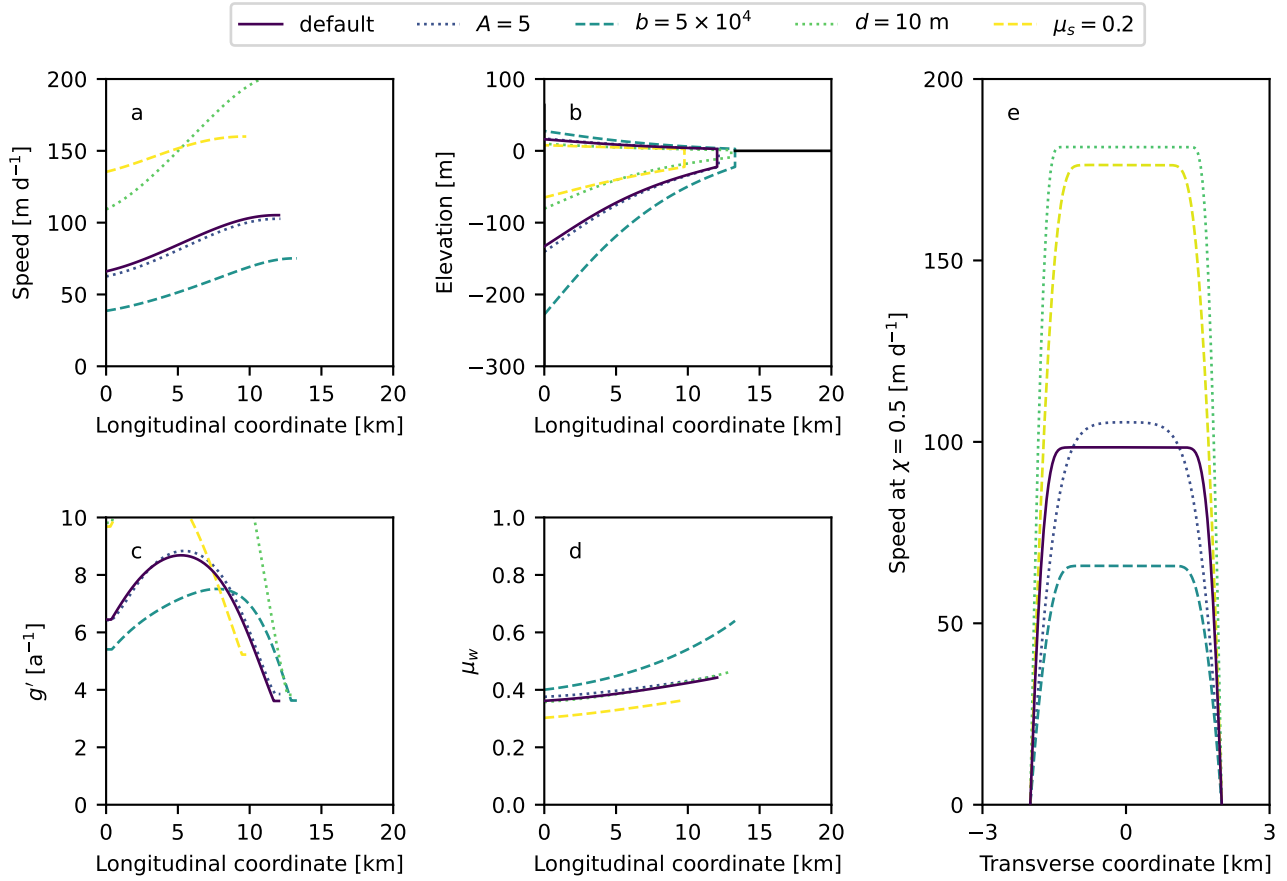 default A = 5 b = 5 × 10⁴ d = 10 m μₛ = 0.2
a
Speed [m d⁻¹]
200
150
100
50
0
0 5 10 15 20
Longitudinal coordinate [km]
b
Elevation [m]
100
0
−100
−200
−300
0 5 10 15 20
Longitudinal coordinate [km]
c
g′ [a⁻¹]
10
8
6
4
2
0
0 5 10 15 20
Longitudinal coordinate [km]
d
μ_w
1.0
0.8
0.6
0.4
0.2
0.0
0 5 10 15 20
Longitudinal coordinate [km]
e
Speed at χ = 0.5 [m d⁻¹]
200
150
100
50
0
−3 0 3
Transverse coordinate [km]